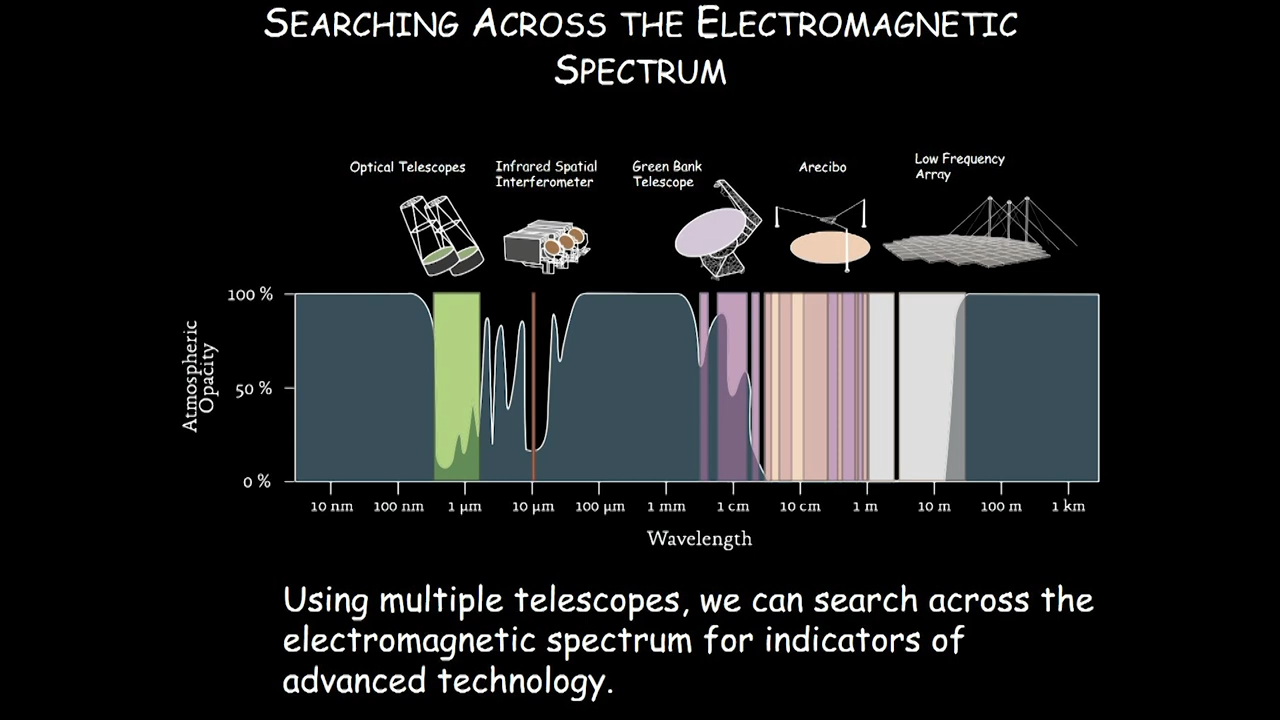 SEARCHING ACROSS THE ELECTROMAGNETIC
SPECTRUM
Optical Telescopes
Infrared Spatial
Interferometer
Green Bank
Telescope
Arecibo
Low Frequency
Array
100 %
50 %
0 %
Atmospheric
Opacity
10 nm 100 nm 1 µm 10 µm 100 µm 1 mm 1 cm 10 cm 1 m 10 m 100 m 1 km
Wavelength
Using multiple telescopes, we can search across the
electromagnetic spectrum for indicators of
advanced technology.